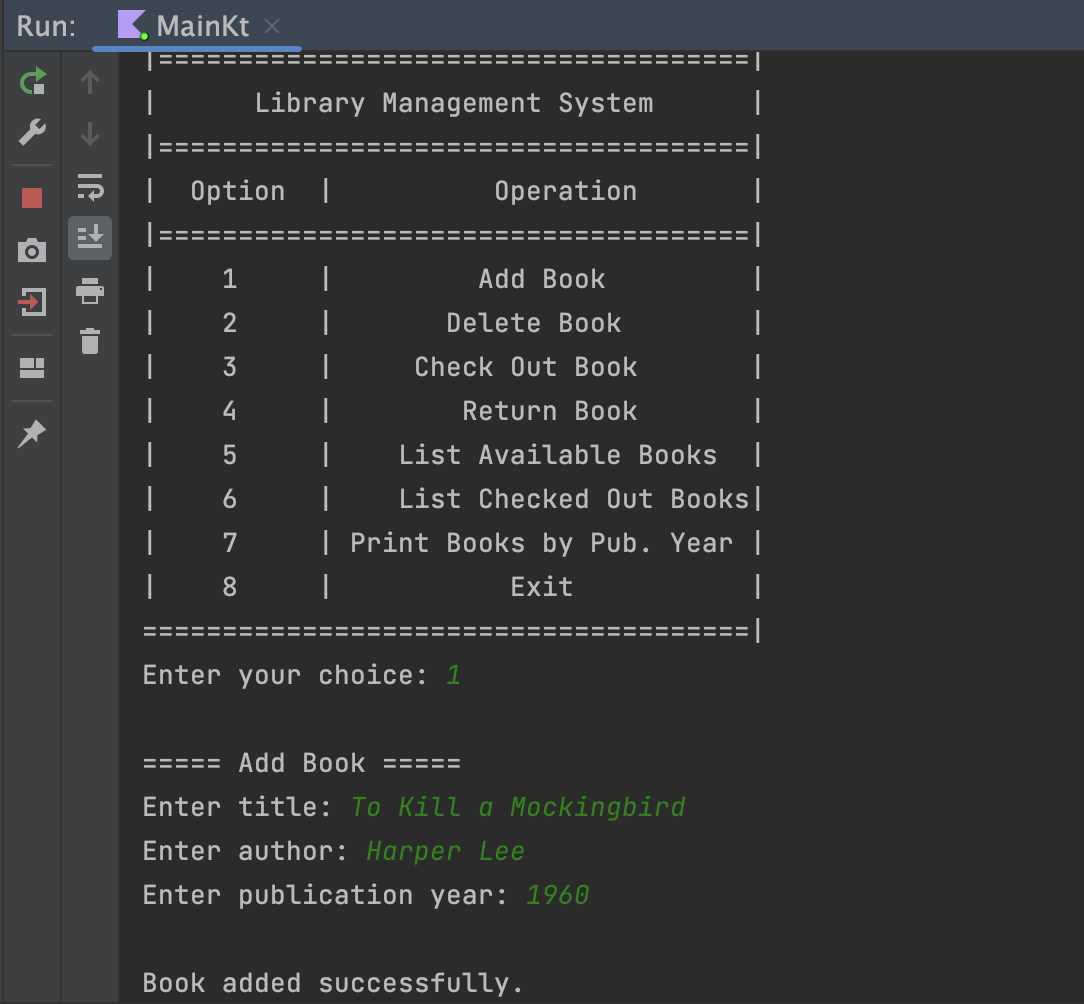 Run: MainKt ×
|=====================================|
|      Library Management System      |
|=====================================|
|  Option  |          Operation       |
|=====================================|
|    1     |         Add Book         |
|    2     |       Delete Book        |
|    3     |     Check Out Book       |
|    4     |        Return Book       |
|    5     |    List Available Books  |
|    6     |    List Checked Out Books|
|    7     | Print Books by Pub. Year |
|    8     |           Exit           |
======================================|
Enter your choice: 1
===== Add Book =====
Enter title: To Kill a Mockingbird
Enter author: Harper Lee
Enter publication year: 1960
Book added successfully.